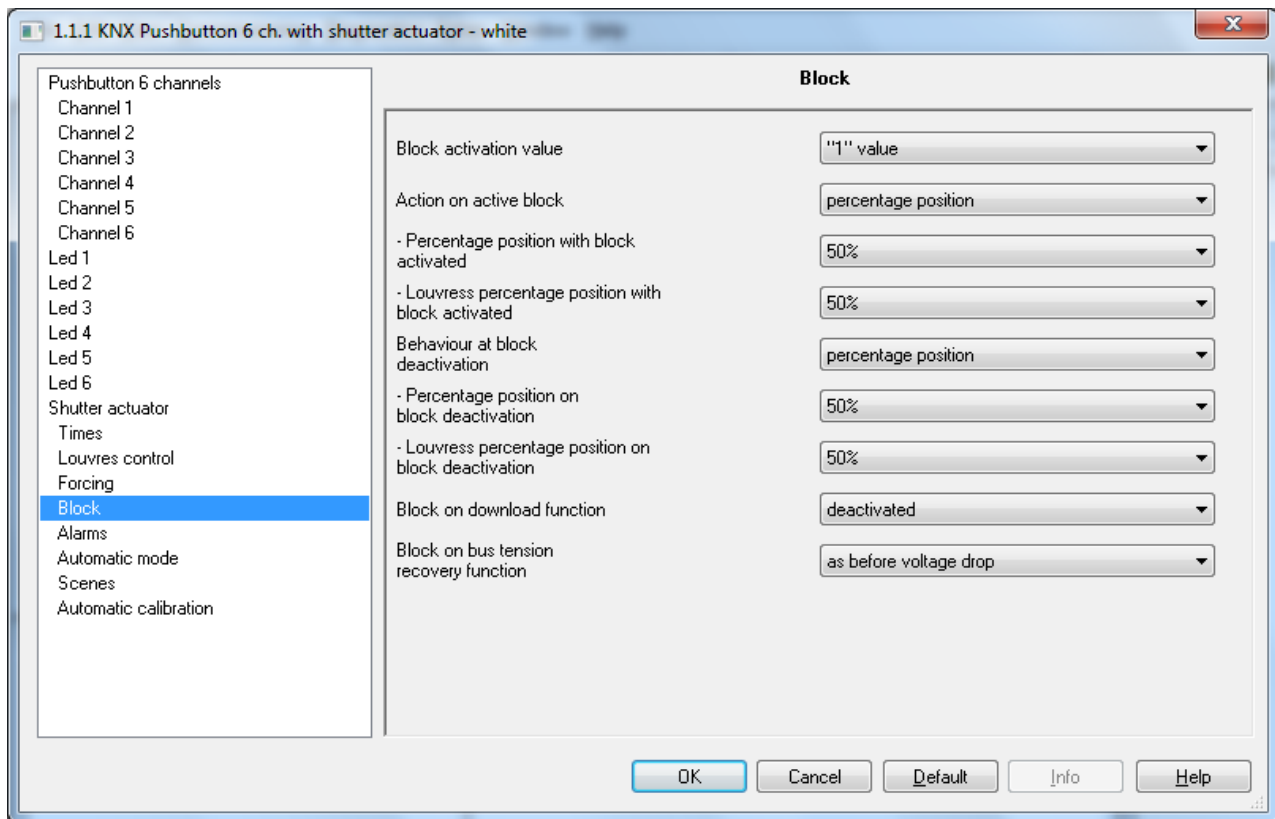 1.1.1 KNX Pushbutton 6 ch. with shutter actuator - white
Pushbutton 6 channels
Channel 1
Channel 2
Channel 3
Channel 4
Channel 5
Channel 6
Led 1
Led 2
Led 3
Led 4
Led 5
Led 6
Shutter actuator
Times
Louvres control
Forcing
Block
Alarms
Automatic mode
Scenes
Automatic calibration
Block
Block activation value
"1" value
Action on active block
percentage position
- Percentage position with block
activated
50%
- Louvress percentage position with
block activated
50%
Behaviour at block
deactivation
percentage position
- Percentage position on
block deactivation
50%
- Louvress percentage position on
block deactivation
50%
Block on download function
deactivated
Block on bus tension
recovery function
as before voltage drop
OK
Cancel
Default
Info
Help